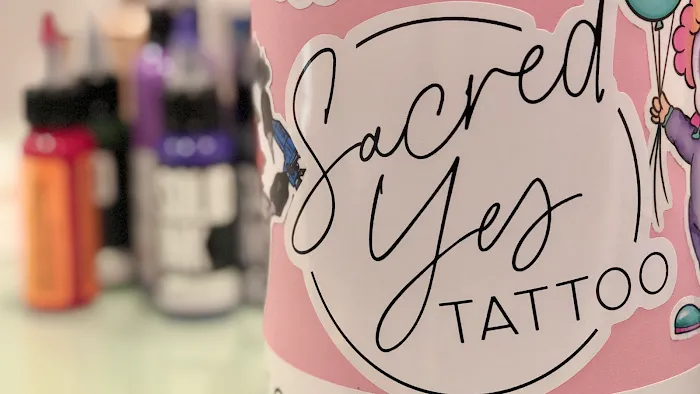 Sacred
Yes
TATTOO